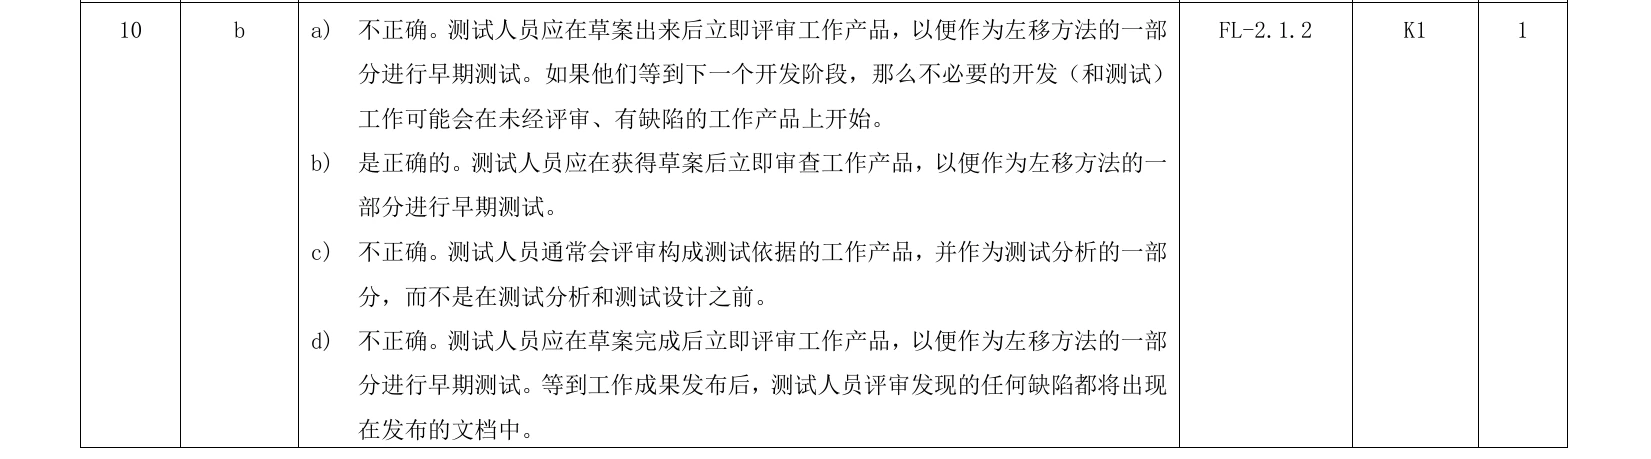 10 b a) 不正确。测试人员应在草案出来后立即评审工作产品，以便作为左移方法的一部 FL-2.1.2 K1 1
分进行早期测试。如果他们等到下一个开发阶段，那么不必要的开发（和测试）
工作可能会在未经评审、有缺陷的工作产品上开始。
b) 是正确的。测试人员应在获得草案后立即审查工作产品，以便作为左移方法的一
部分进行早期测试。
c) 不正确。测试人员通常会评审构成测试依据的工作产品，并作为测试分析的一部
分，而不是在测试分析和测试设计之前。
d) 不正确。测试人员应在草案完成后立即评审工作产品，以便作为左移方法的一部
分进行早期测试。等到工作成果发布后，测试人员评审发现的任何缺陷都将出现
在发布的文档中。